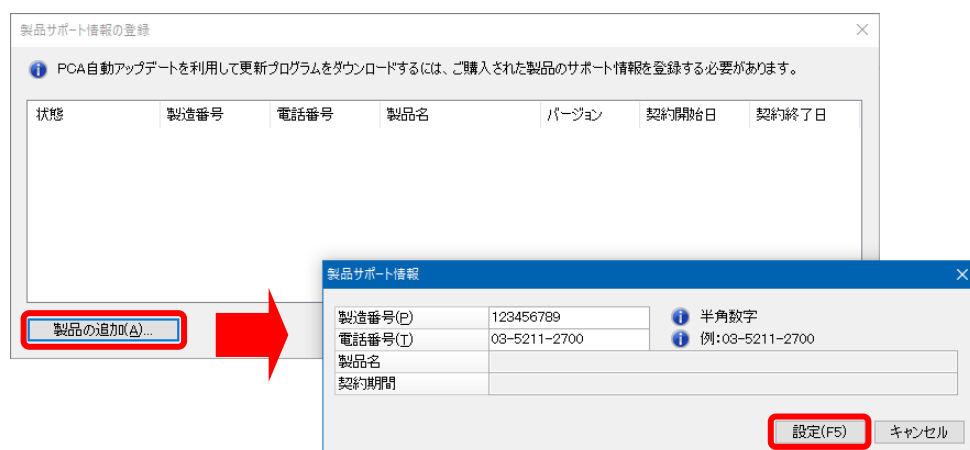 製品サポート情報の登録
PCA自動アップデートを利用して更新プログラムをダウンロードするには、ご購入された製品のサポート情報を登録する必要があります。
状態 製造番号 電話番号 製品名 バージョン 契約開始日 契約終了日
製品の追加(A)...
製品サポート情報
製造番号(P) 123456789 半角数字
電話番号(T) 03-5211-2700 例:03-5211-2700
製品名
契約期間
設定(F5) キャンセル